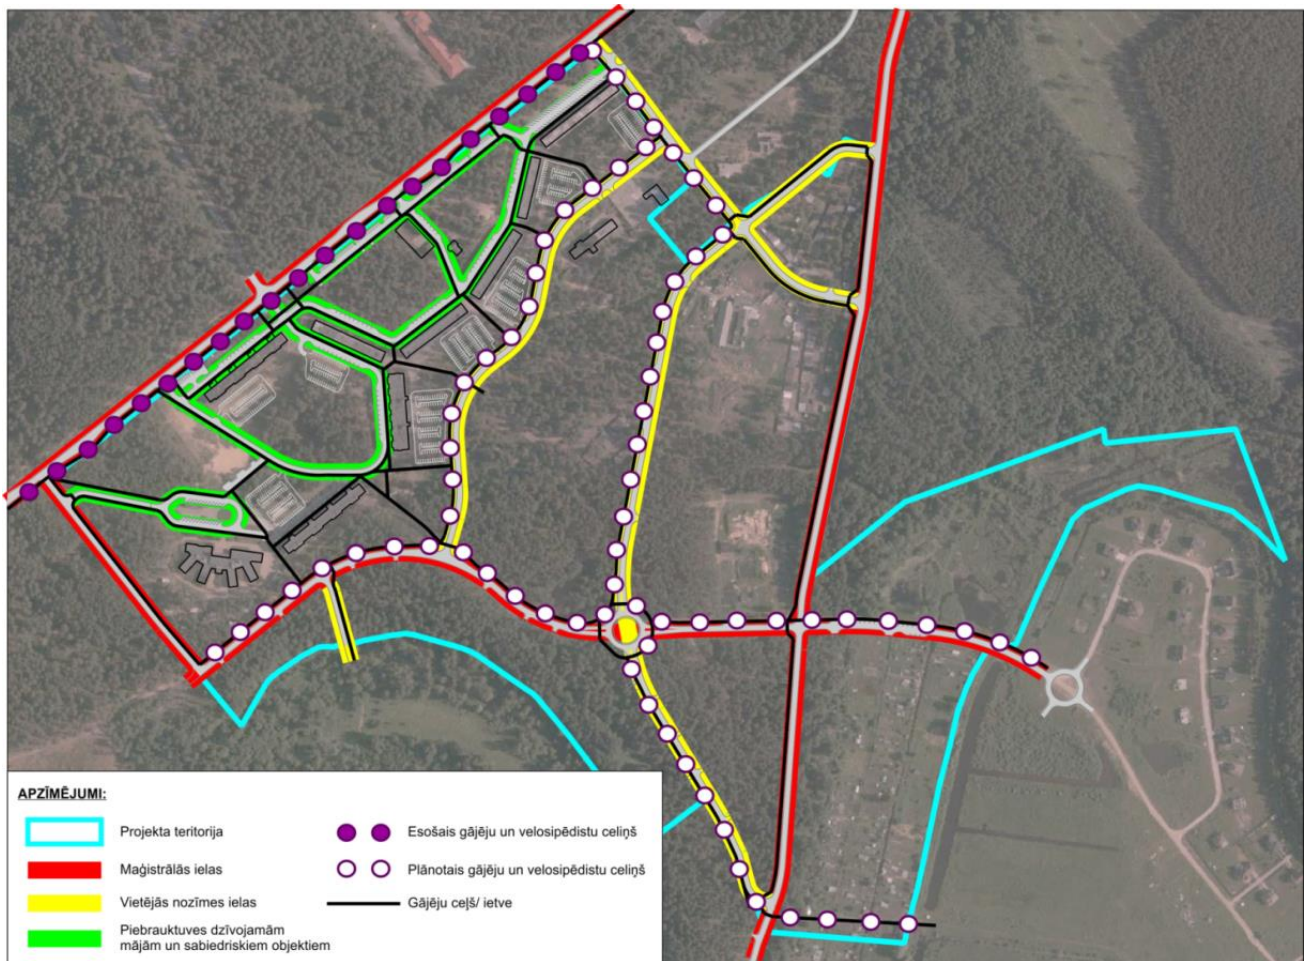 APZĪMĒJUMI:
Projekta teritorija
Maģistrālās ielas
Vietējās nozīmes ielas
Piebrauktuves dzīvojamām
mājām un sabiedriskiem objektiem
Esošais gājēju un velosipēdistu celiņš
Plānotais gājēju un velosipēdistu celiņš
Gājēju ceļš/ ietve